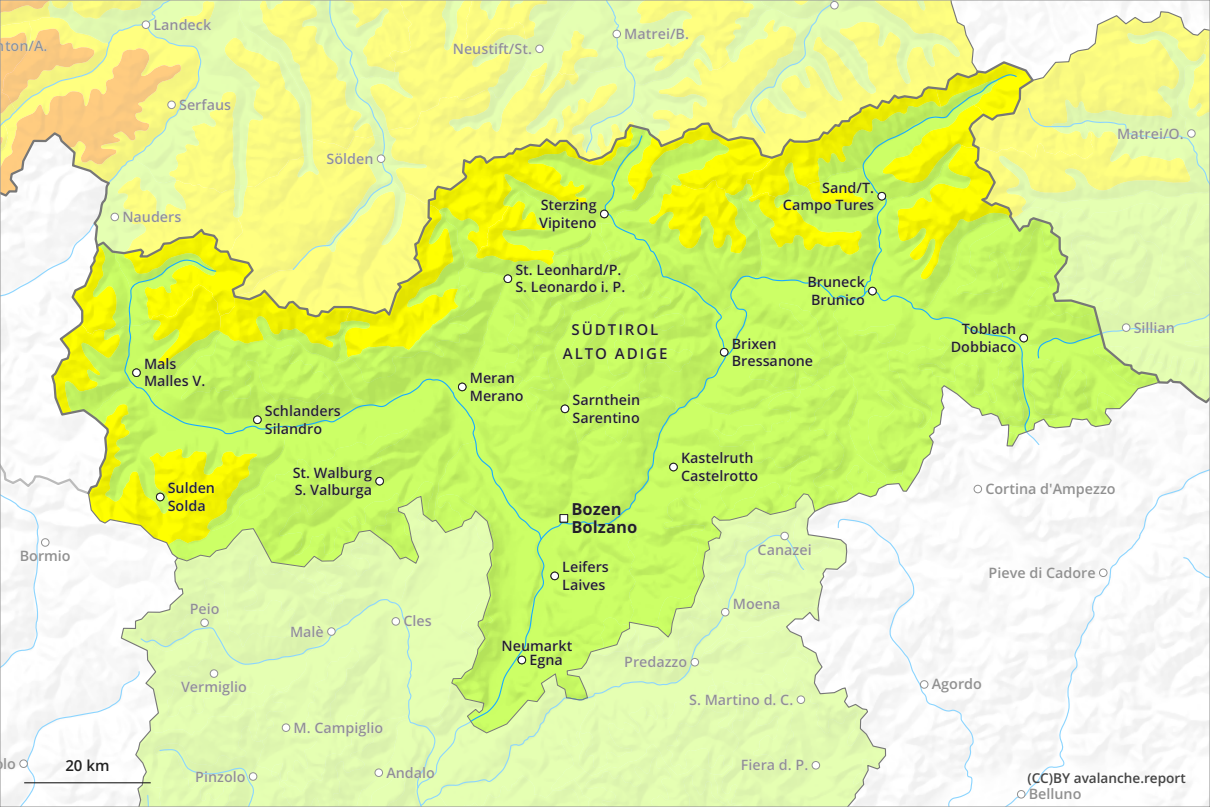 Landeck
nton/A.
Neustift/St.
Matrei/B.
Serfaus
Matrei/O.
Sölden
Nauders
Sand/T.
Campo Tures
Sterzing
Vipiteno
St. Leonhard/P.
S. Leonardo i. P.
Bruneck
Brunico
SÜDTIROL
ALTO ADIGE
Toblach
Dobbiaco
Sillian
Brixen
Bressanone
Mals
Malles V.
Meran
Merano
Schlanders
Silandro
Sarnthein
Sarentino
Kastelruth
Castelrotto
St. Walburg
S. Valburga
Sulden
Solda
Cortina d'Ampezzo
Bozen
Bolzano
Bormio
Canazei
Leifers
Laives
Pieve di Cadore
Peio
Moena
Malè
Cles
Neumarkt
Egna
Predazzo
Vermiglio
Agordo
S. Martino d. C.
M. Campiglio
olo
20 km
Pinzolo
Andalo
Fiera d. P.
(CC)BY avalanche.report
Belluno